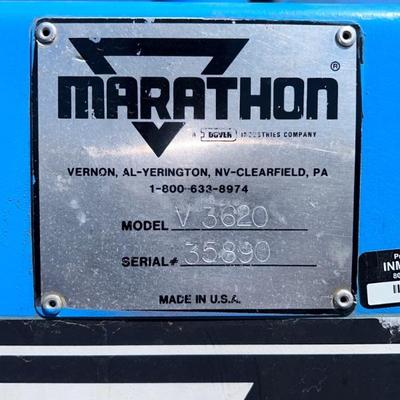 MARATHON®
A DOVER INDUSTRIES COMPANY
VERNON, AL-YERINGTON, NV-CLEARFIELD, PA
1-800-633-8974
MODEL V 3620
SERIAL# 35890
MADE IN U.S.A.